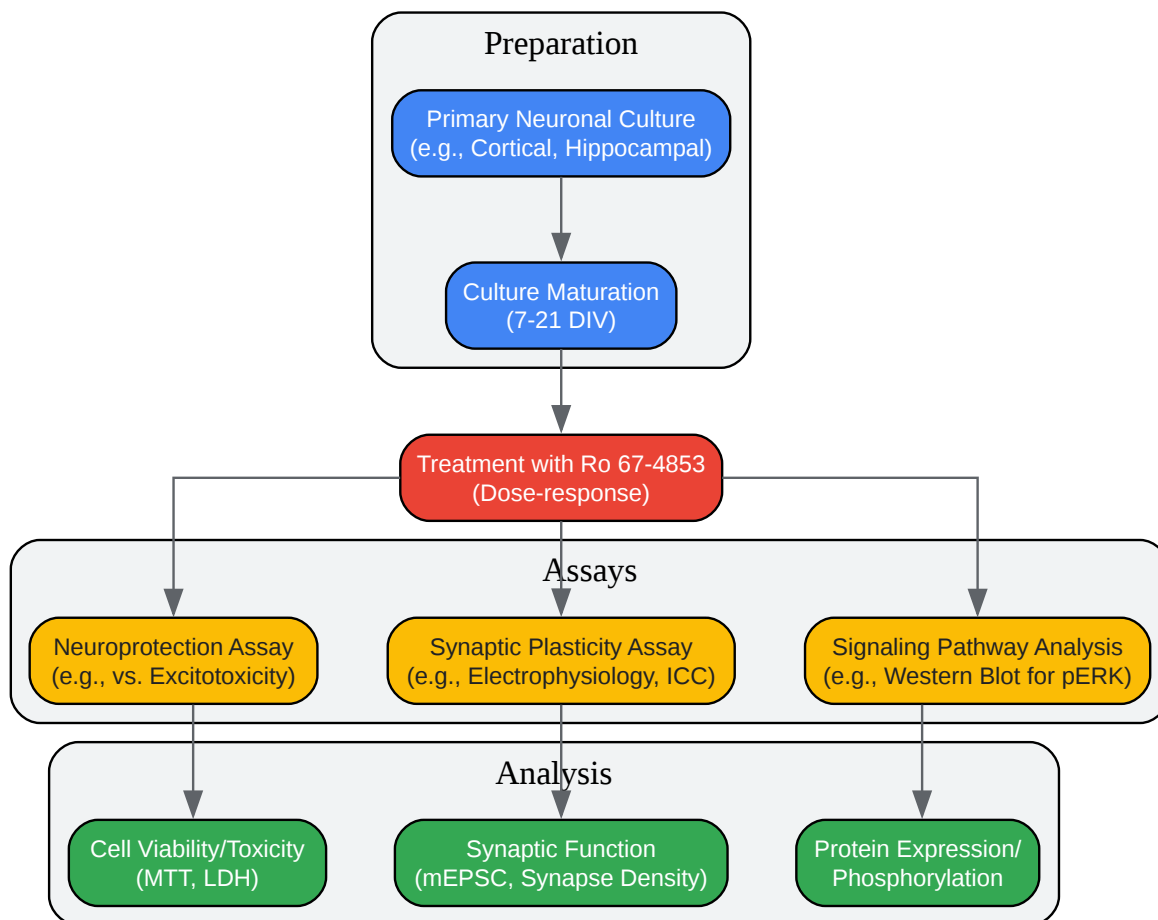 Preparation
Primary Neuronal Culture
(e.g., Cortical, Hippocampal)
Culture Maturation
(7-21 DIV)
Treatment with Ro 67-4853
(Dose-response)
Assays
Neuroprotection Assay
(e.g., vs. Excitotoxicity)
Synaptic Plasticity Assay
(e.g., Electrophysiology, ICC)
Signaling Pathway Analysis
(e.g., Western Blot for pERK)
Analysis
Cell Viability/Toxicity
(MTT, LDH)
Synaptic Function
(mEPSC, Synapse Density)
Protein Expression/
Phosphorylation